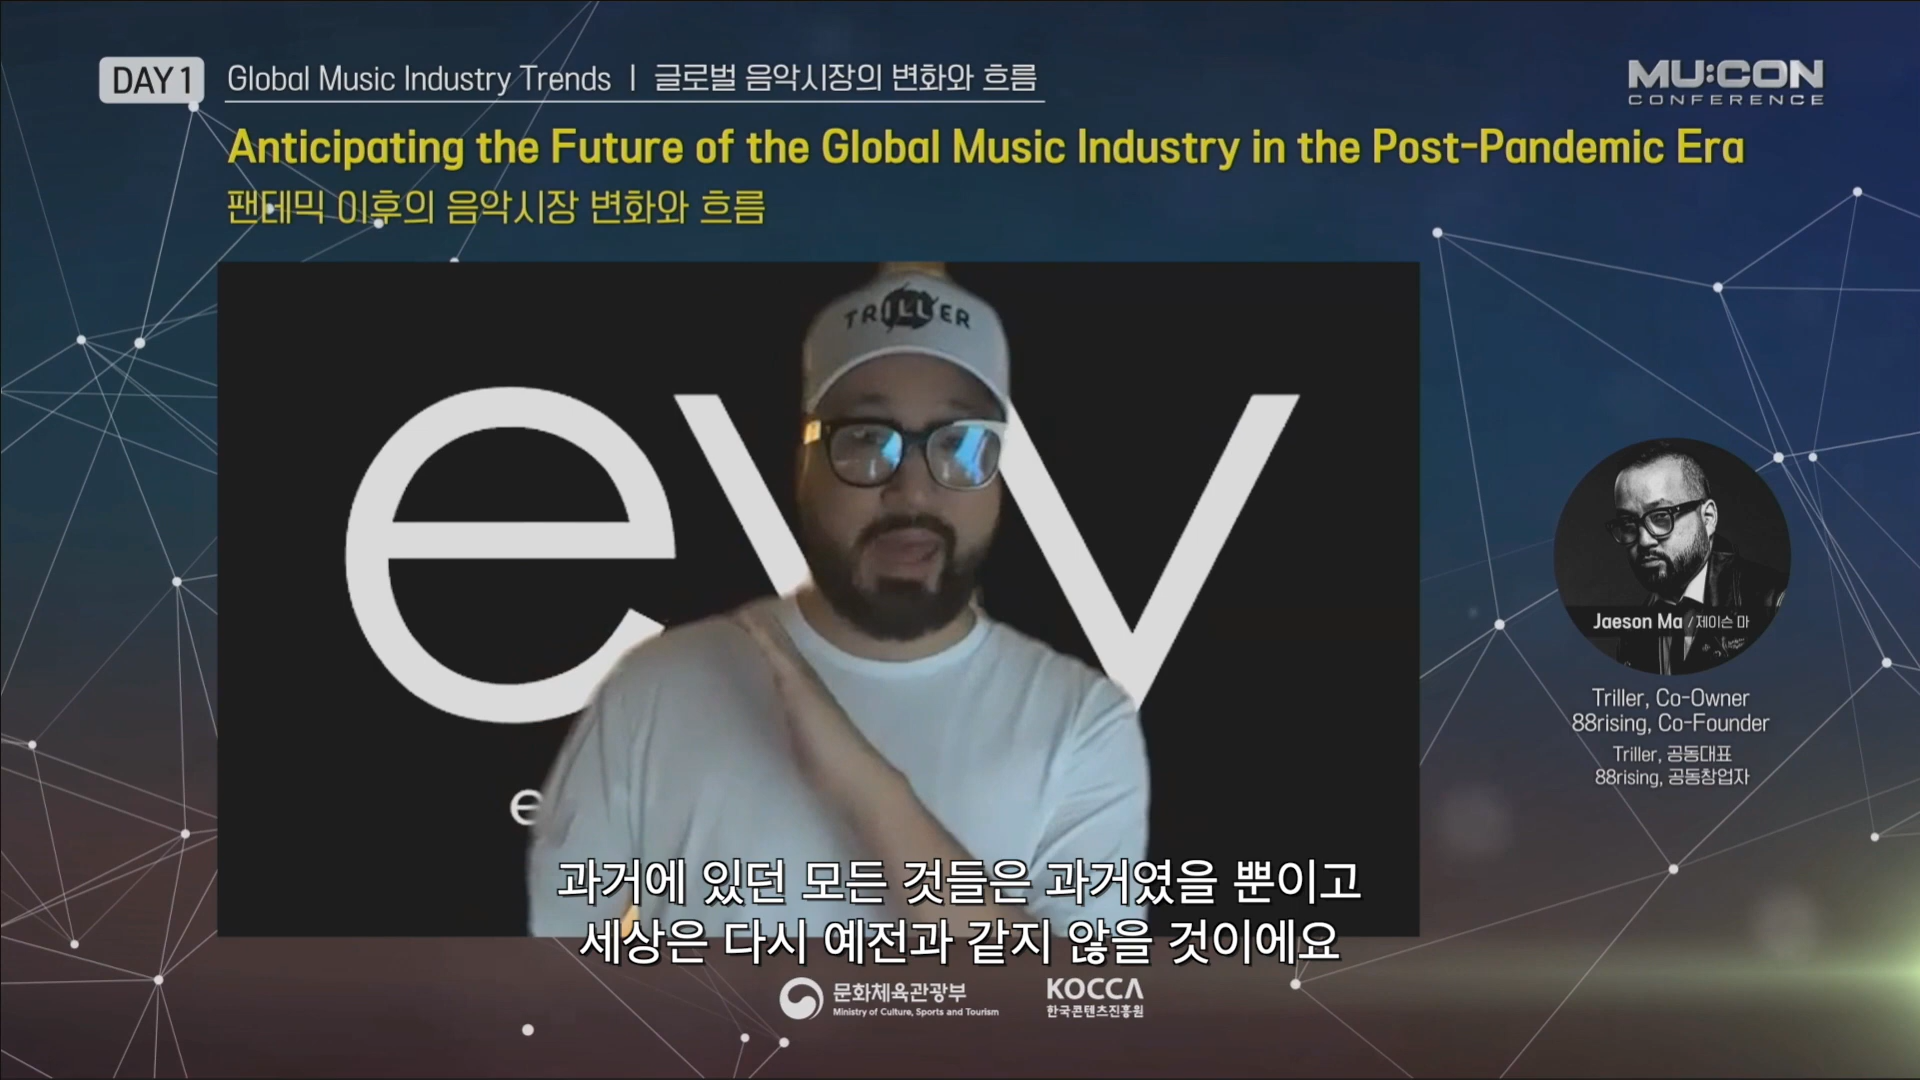 DAY 1
Global Music Industry Trends | 글로벌 음악시장의 변화와 흐름
MU:CON
CONFERENCE
Anticipating the Future of the Global Music Industry in the Post-Pandemic Era
팬데믹 이후의 음악시장 변화와 흐름
TRILLER
evy
e
Jaeson Ma / 제이슨 마
Triller, Co-Owner
88rising, Co-Founder
Triller, 공동대표
88rising, 공동창업자
과거에 있던 모든 것들은 과거였을 뿐이고
세상은 다시 예전과 같지 않을 것이에요
문화체육관광부
Ministry of Culture, Sports and Tourism
KOCCA
한국콘텐츠진흥원